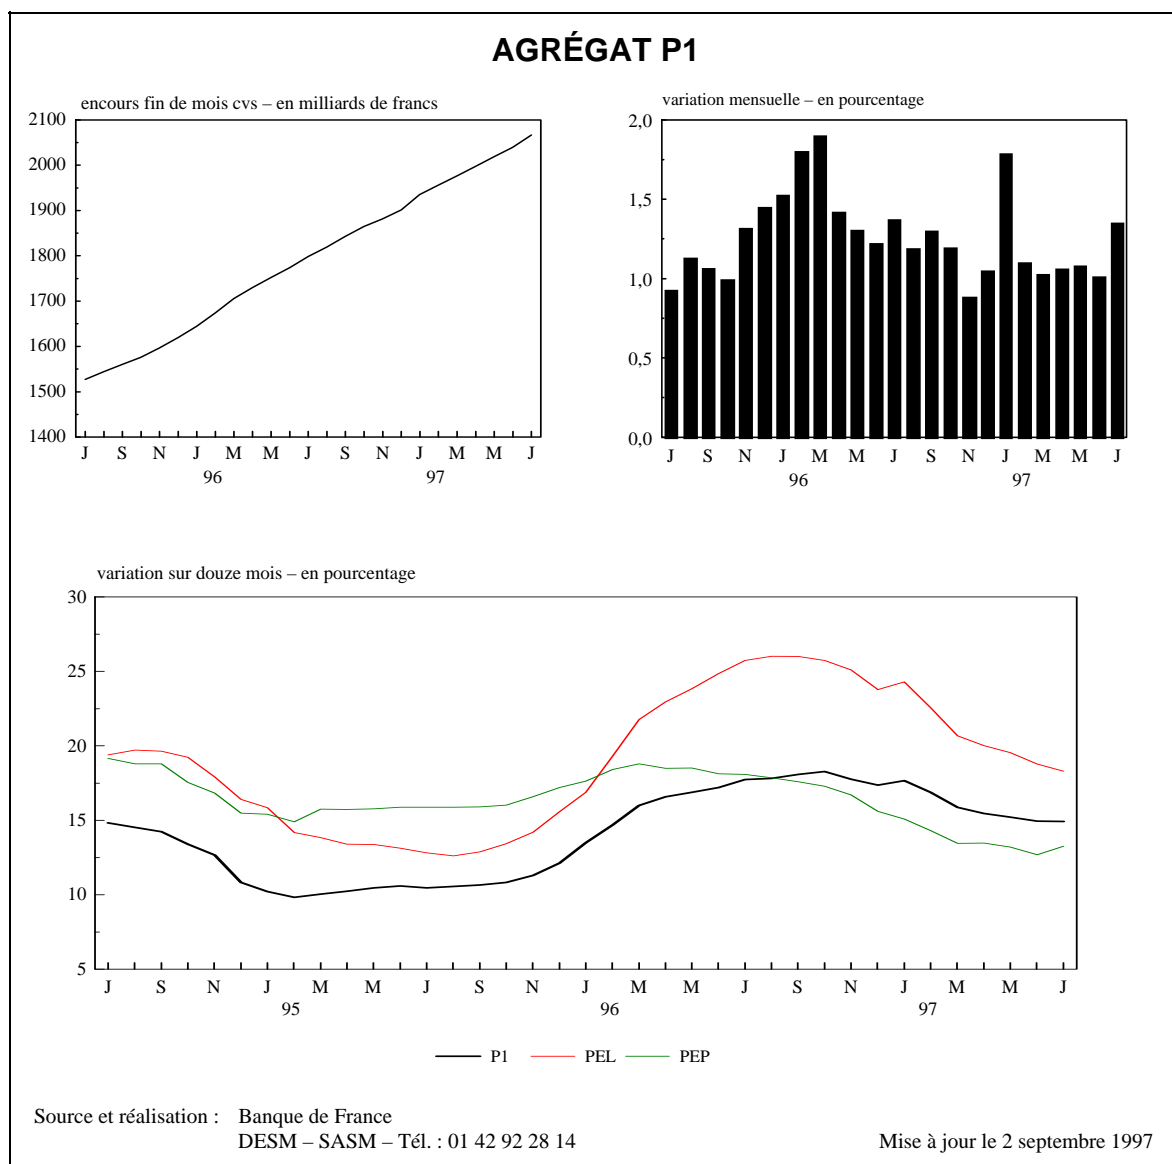 AGRÉGAT P1
encours fin de mois cvs – en milliards de francs
2100
2000
1900
1800
1700
1600
1500
1400
J S N J M M J S N J M M J
96 97
variation mensuelle – en pourcentage
2,0
1,5
1,0
0,5
0,0
J S N J M M J S N J M M J
96 97
variation sur douze mois – en pourcentage
30
25
20
15
10
5
J S N J M M J S N J M M J S N J M M J
95 96 97
P1 PEL PEP
Source et réalisation : Banque de France
DESM – SASM – Tél. : 01 42 92 28 14
Mise à jour le 2 septembre 1997